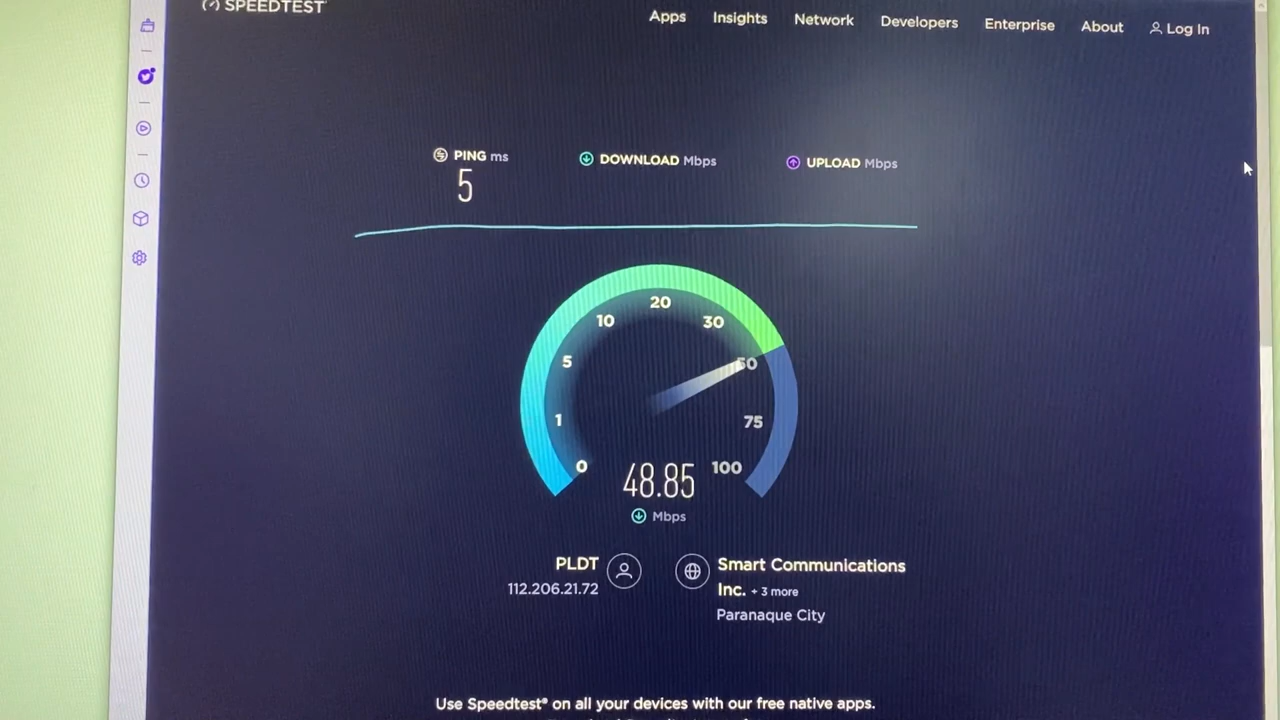 SPEEDTEST
Apps Insights Network Developers Enterprise About Log In
PING ms
5
DOWNLOAD Mbps
UPLOAD Mbps
0
1
5
10
20
30
50
75
100
48.85
Mbps
PLDT
112.206.21.72
Smart Communications
Inc. + 3 more
Paranaque City
Use Speedtest® on all your devices with our free native apps.